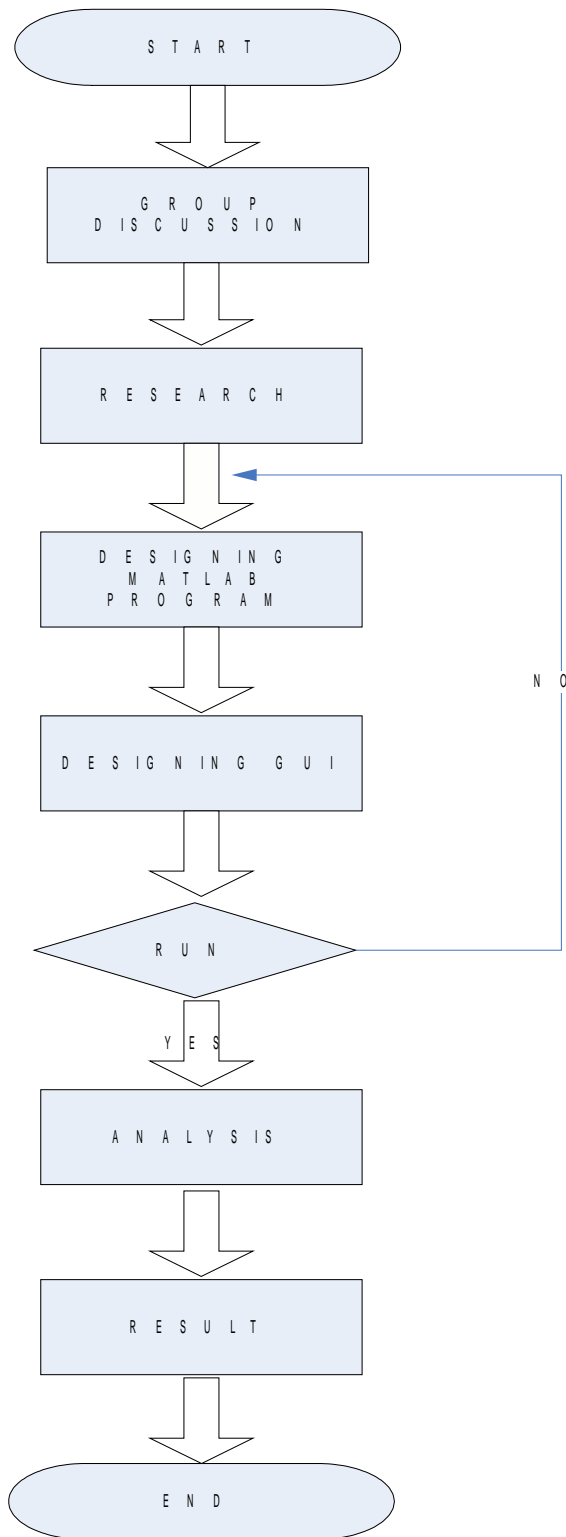 START
GROUP
DISCUSSION
RESEARCH
DESIGNING
MATLAB
PROGRAM
NO
DESIGNING GUI
RUN
YES
ANALYSIS
RESULT
END